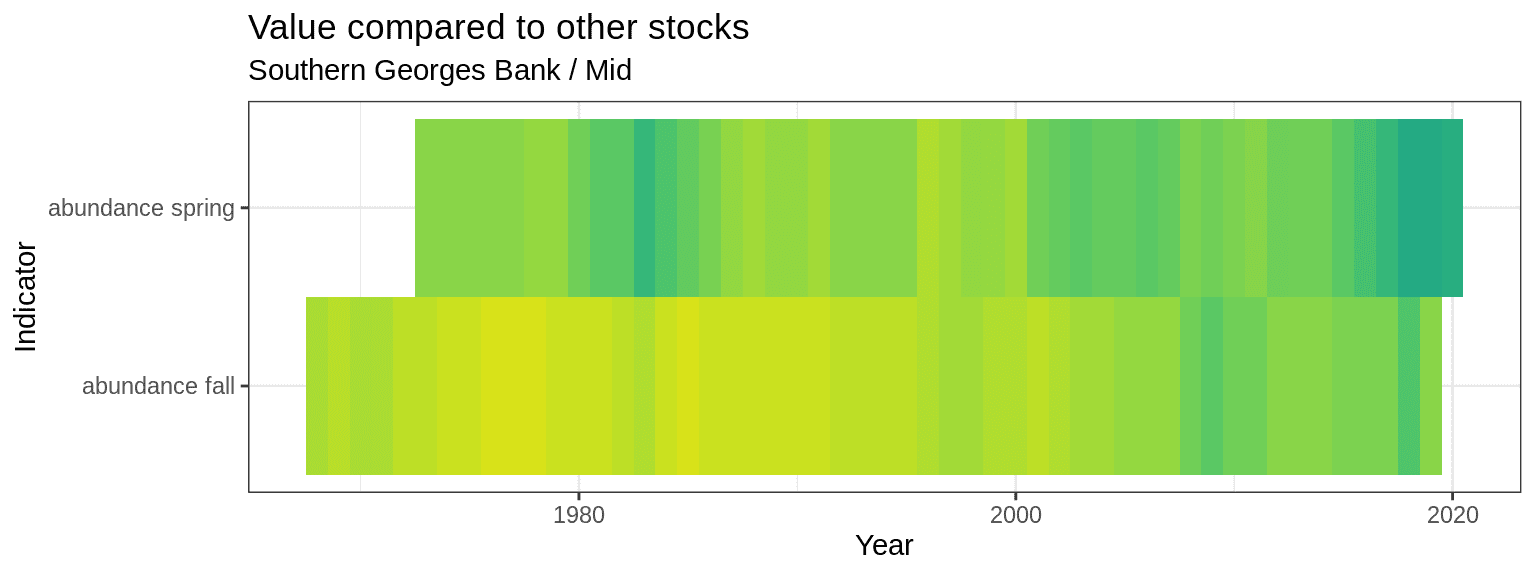 Value compared to other stocks
Southern Georges Bank / Mid
Indicator
abundance spring
abundance fall
1980 2000 2020
Year